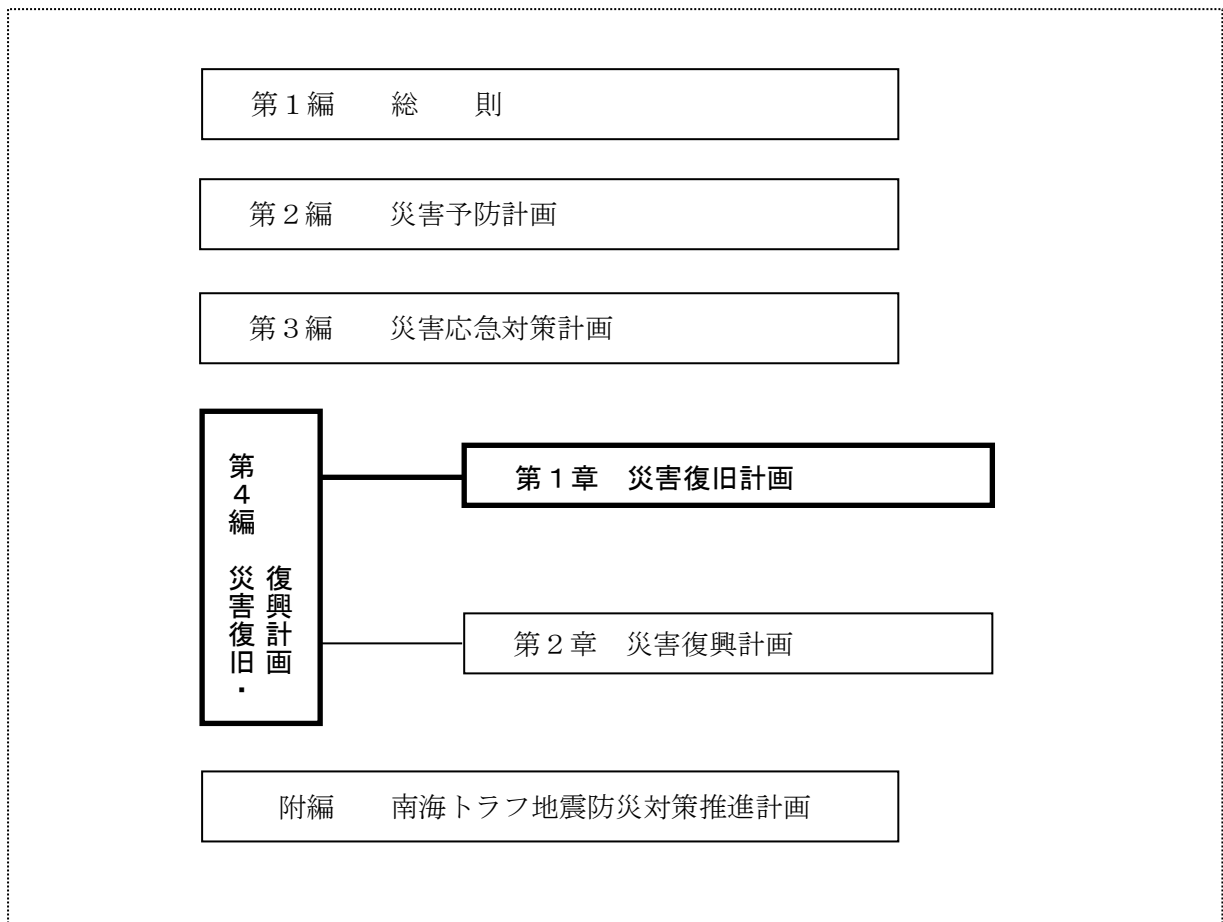 第１編　　総　　則
第２編　　災害予防計画
第３編　　災害応急対策計画
第４編　災害復旧・
復興計画
第１章　災害復旧計画
第２章　災害復興計画
附編　　南海トラフ地震防災対策推進計画